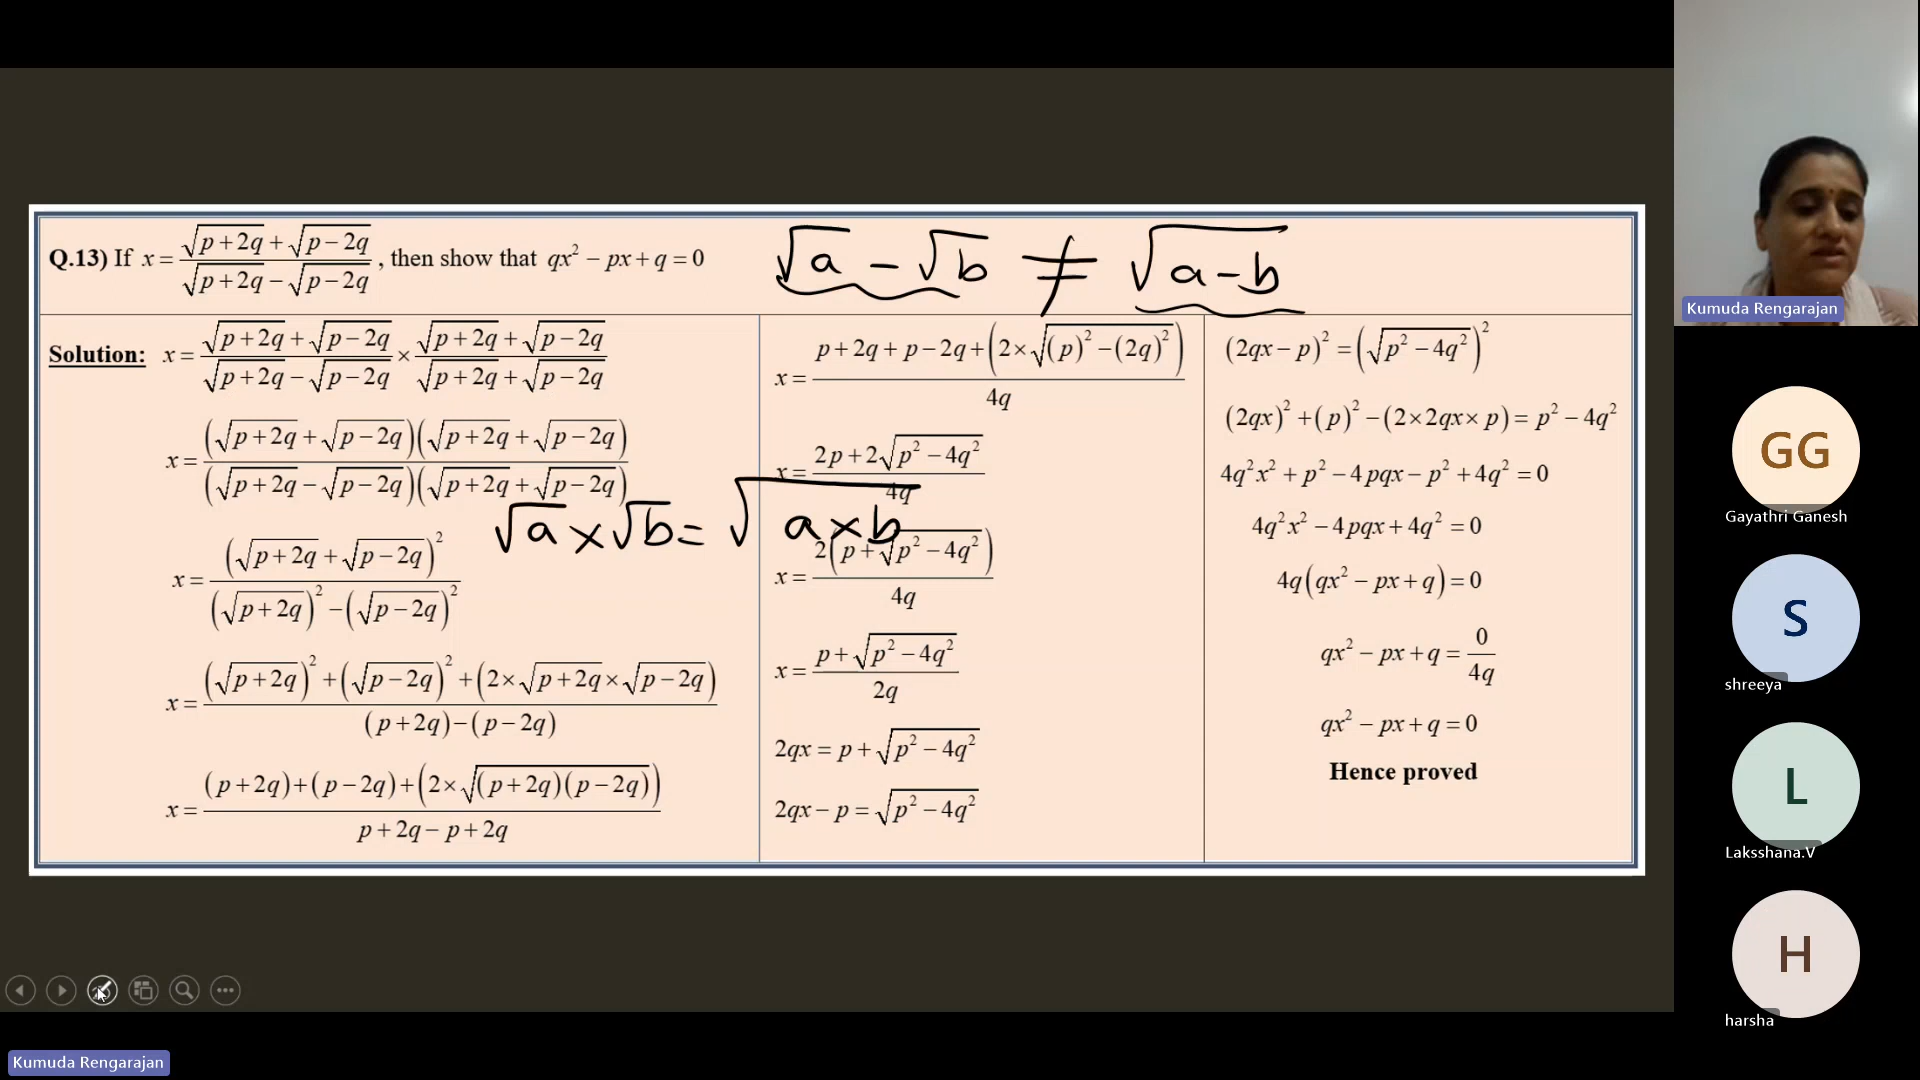 Q.13) If x = (√(p+2q) + √(p−2q)) / (√(p+2q) − √(p−2q)), then show that qx² − px + q = 0
√a − √b ≠ √(a−b)
Solution: x = (√(p+2q) + √(p−2q)) / (√(p+2q) − √(p−2q)) × (√(p+2q) + √(p−2q)) / (√(p+2q) + √(p−2q))
x = ((√(p+2q) + √(p−2q))(√(p+2q) + √(p−2q))) / ((√(p+2q) − √(p−2q))(√(p+2q) + √(p−2q)))
√a × √b = √(a×b)
x = (√(p+2q) + √(p−2q))² / ((√(p+2q))² − (√(p−2q))²)
x = ((√(p+2q))² + (√(p−2q))² + (2×√(p+2q)×√(p−2q))) / ((p+2q)−(p−2q))
x = ((p+2q)+(p−2q)+(2×√((p+2q)(p−2q)))) / (p+2q−p+2q)
x = (p+2q+p−2q+(2×√((p)²−(2q)²))) / 4q
x = (2p+2√(p²−4q²)) / 4q
x = 2(p+√(p²−4q²)) / 4q
x = (p+√(p²−4q²)) / 2q
2qx = p+√(p²−4q²)
2qx − p = √(p²−4q²)
(2qx−p)² = (√(p²−4q²))²
(2qx)²+(p)²−(2×2qx×p) = p²−4q²
4q²x²+p²−4pqx−p²+4q² = 0
4q²x²−4pqx+4q² = 0
4q(qx²−px+q) = 0
qx²−px+q = 0/4q
qx²−px+q = 0
Hence proved
Kumuda Rengarajan
GG
Gayathri Ganesh
S
shreeya
L
Laksshana.V
H
harsha
Kumuda Rengarajan